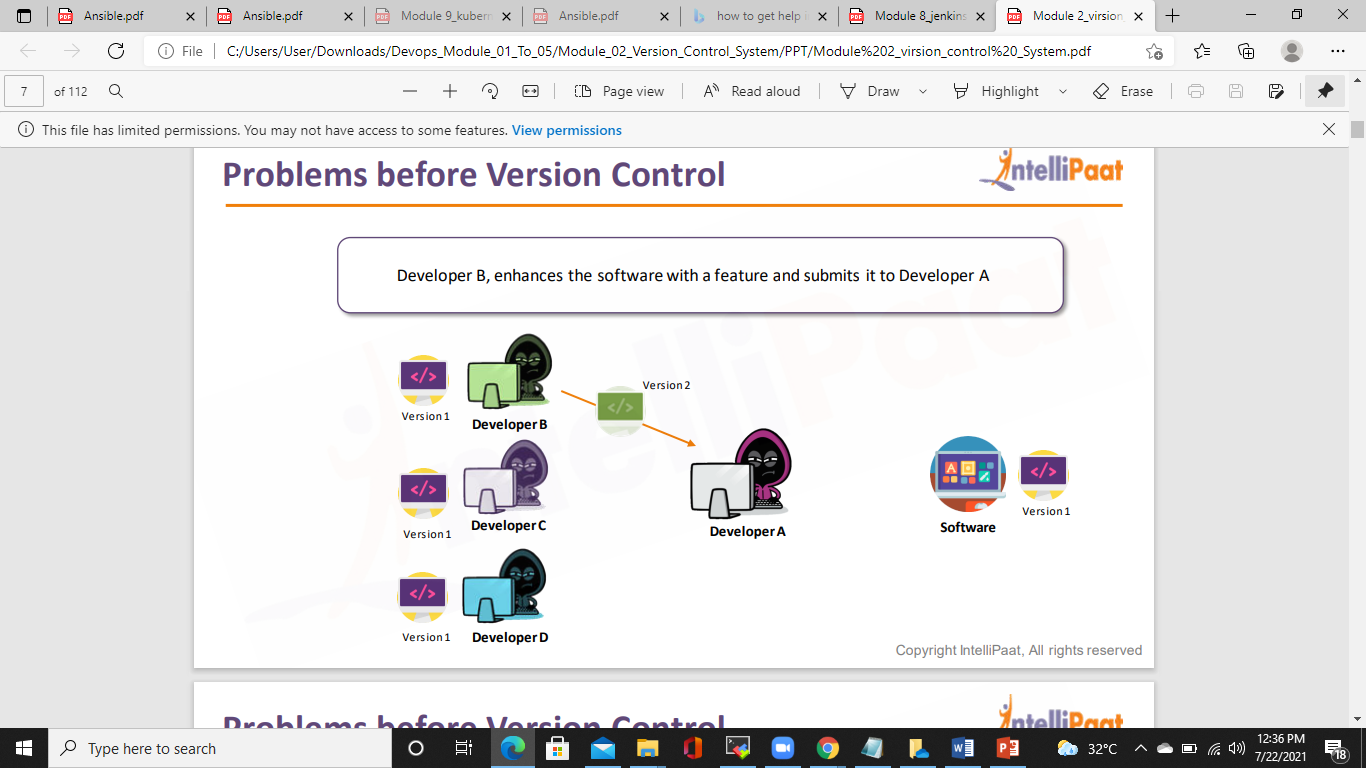 Ansible.pdf
Ansible.pdf
Module 9_kubern
Ansible.pdf
how to get help i
Module 8_jenkins
Module 2_virsion_
File
C:/Users/User/Downloads/Devops_Module_01_To_05/Module_02_Version_Control_System/PPT/Module%202_virsion_control%20_System.pdf
7 of 112
Page view
Read aloud
Draw
Highlight
Erase
This file has limited permissions. You may not have access to some features. View permissions
Problems before Version Control
IntelliPaat
Developer B, enhances the software with a feature and submits it to Developer A
</>
Version 1
Developer B
</>
Version 2
</>
Version 1
Developer C
Developer A
A
Software
</>
Version 1
</>
Version 1
Developer D
IntelliPaat
Copyright IntelliPaat, All rights reserved
Problems before Version Control
IntelliPaat
Type here to search
32°C
12:36 PM
7/22/2021
18